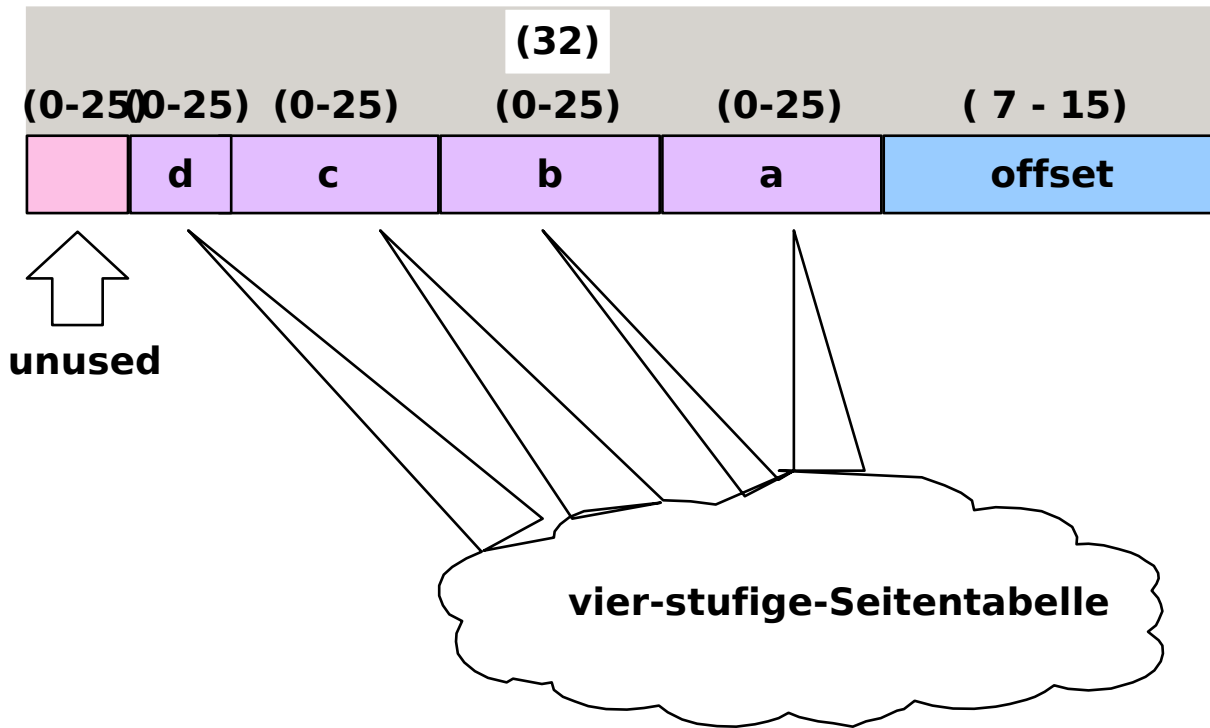 (32)
(0-25) (0-25) (0-25) (0-25) (0-25) ( 7 - 15)
d c b a offset
unused
vier-stufige-Seitentabelle